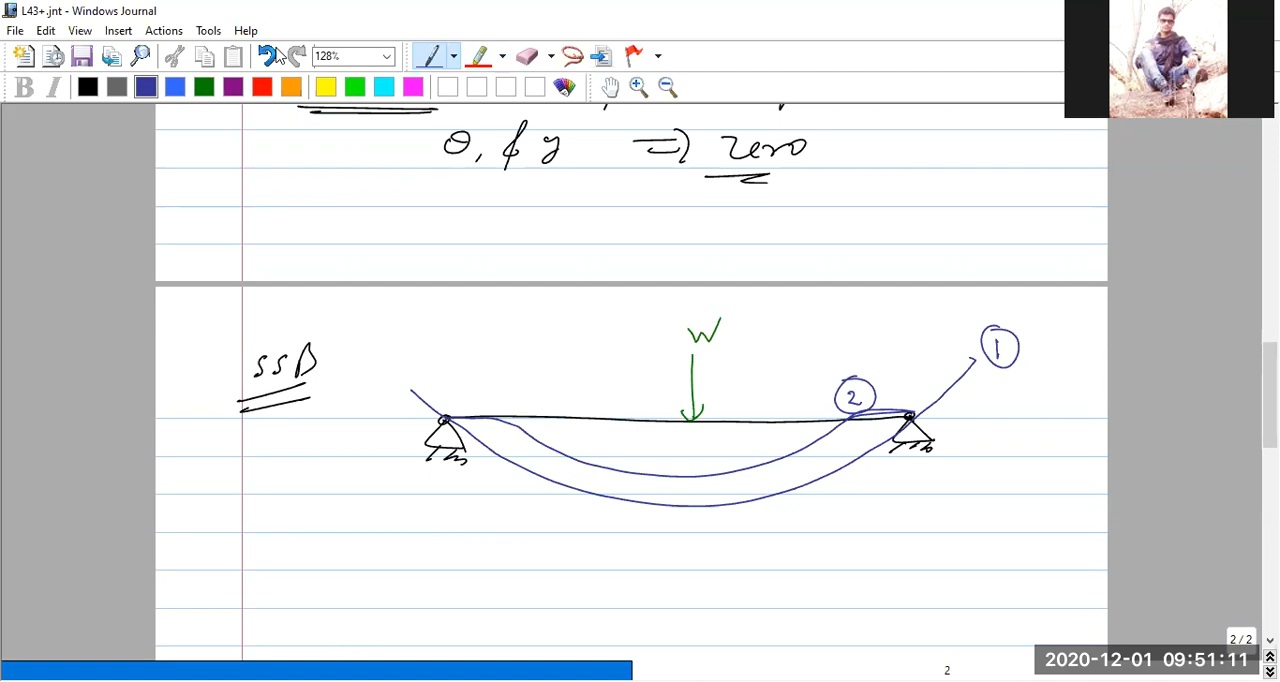 L43+.jnt - Windows Journal
File Edit View Insert Actions Tools Help
128%
B I
θ, & y ⇒ zero
SSB
W
1
2
2 / 2
2020-12-01 09:51:11
2